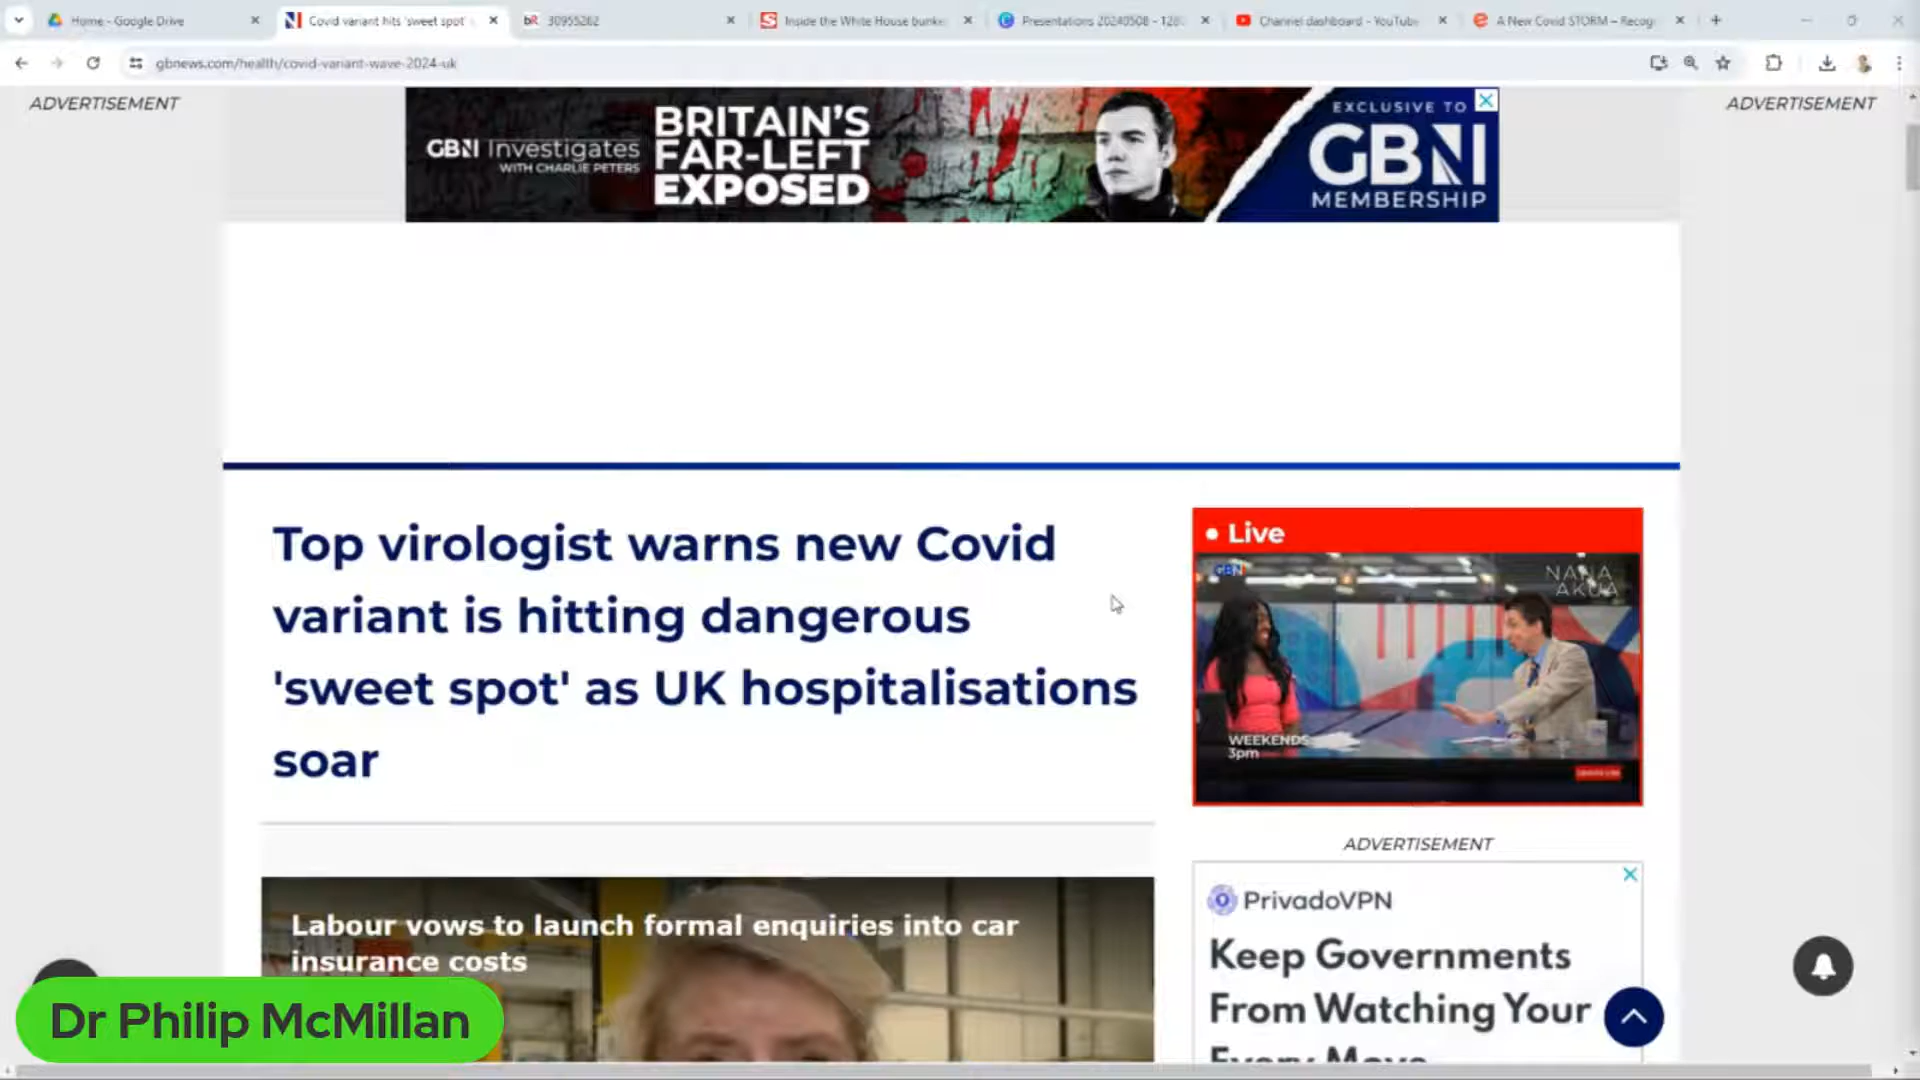 Home - Google Drive
Covid variant hits 'sweet spot'
bR 30955262
Inside the White House bunke
Presentations 20240508 - 128
Channel dashboard - YouTube
A New Covid STORM – Recog
gbnews.com/health/covid-variant-wave-2024-uk
ADVERTISEMENT
GBN Investigates
WITH CHARLIE PETERS
BRITAIN'S
FAR-LEFT
EXPOSED
EXCLUSIVE TO
GBN
MEMBERSHIP
ADVERTISEMENT
Top virologist warns new Covid
variant is hitting dangerous
'sweet spot' as UK hospitalisations
soar
Live
GBN
NANA
AKUA
WEEKENDS
3pm
ADVERTISEMENT
PrivadoVPN
Keep Governments
From Watching Your
Every Move
Labour vows to launch formal enquiries into car
insurance costs
Dr Philip McMillan